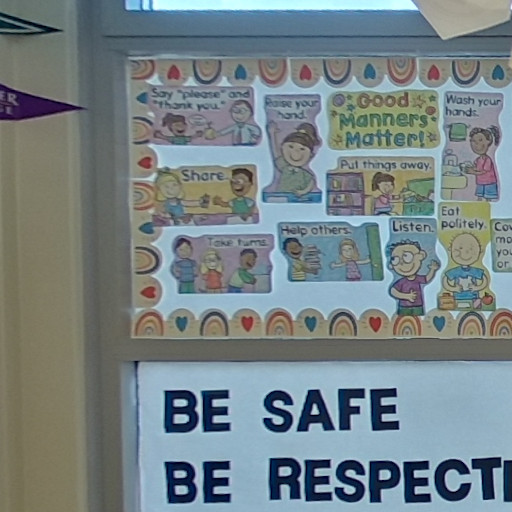 Say "please" and
"thank you."
Raise your
hand.
Good
Manners
Matter!
Wash your
hands.
Share.
Put things away.
Take turns.
Help others.
Listen.
Eat
politely.
BE SAFE
BE